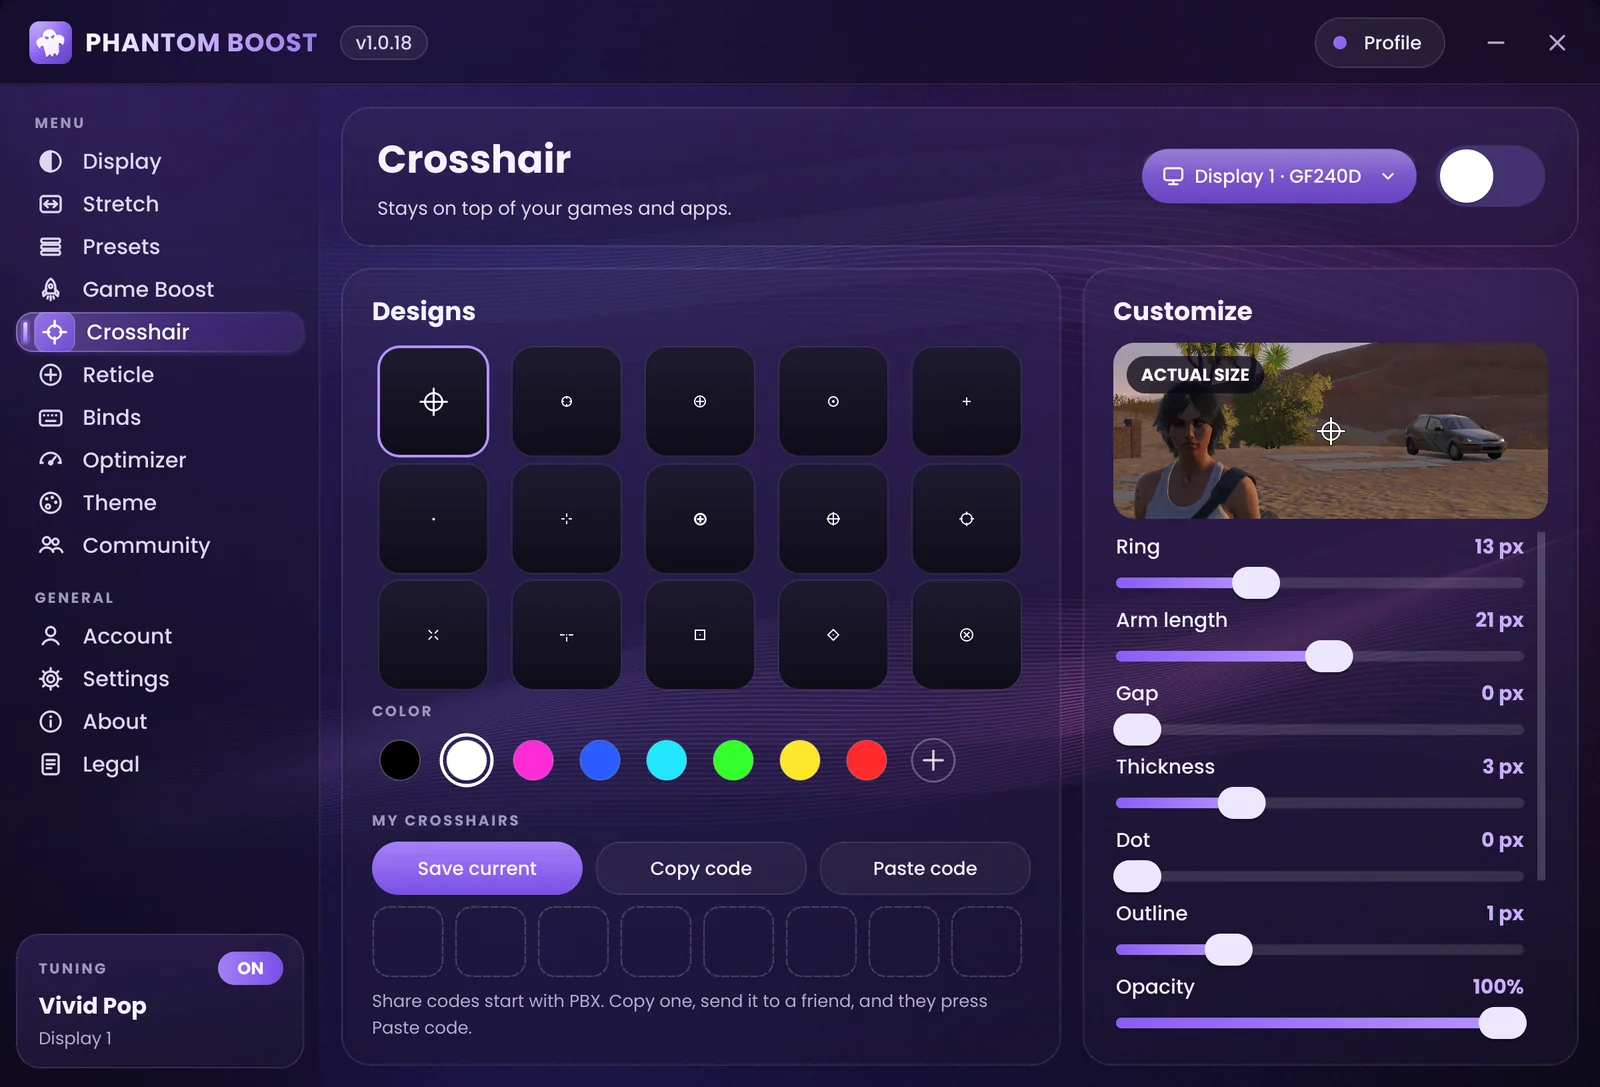 PHANTOM BOOST
v1.0.18
Profile
MENU
Display
Stretch
Presets
Game Boost
Crosshair
Reticle
Binds
Optimizer
Theme
Community
GENERAL
Account
Settings
About
Legal
TUNING
ON
Vivid Pop
Display 1
Crosshair
Stays on top of your games and apps.
Display 1 · GF240D
Designs
COLOR
MY CROSSHAIRS
Save current
Copy code
Paste code
Share codes start with PBX. Copy one, send it to a friend, and they press
Paste code.
Customize
ACTUAL SIZE
Ring 13 px
Arm length 21 px
Gap 0 px
Thickness 3 px
Dot 0 px
Outline 1 px
Opacity 100%